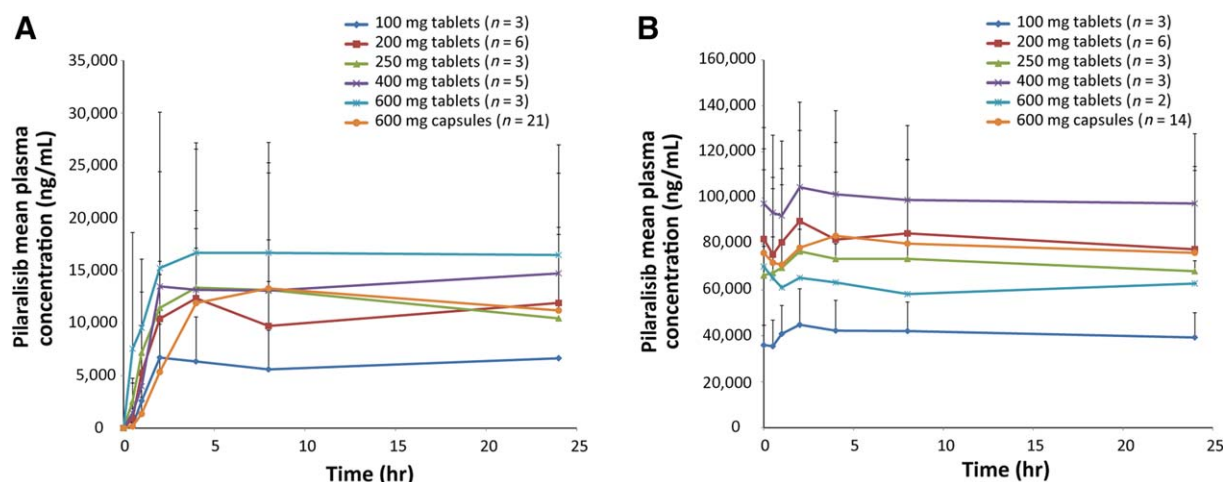 A
Pilaralisib mean plasma
concentration (ng/mL)
35,000
30,000
25,000
20,000
15,000
10,000
5,000
0
100 mg tablets (n = 3)
200 mg tablets (n = 6)
250 mg tablets (n = 3)
400 mg tablets (n = 5)
600 mg tablets (n = 3)
600 mg capsules (n = 21)
0 5 10 15 20 25
Time (hr)
B
Pilaralisib mean plasma
concentration (ng/mL)
160,000
140,000
120,000
100,000
80,000
60,000
40,000
20,000
0
100 mg tablets (n = 3)
200 mg tablets (n = 6)
250 mg tablets (n = 3)
400 mg tablets (n = 3)
600 mg tablets (n = 2)
600 mg capsules (n = 14)
0 5 10 15 20 25
Time (hr)